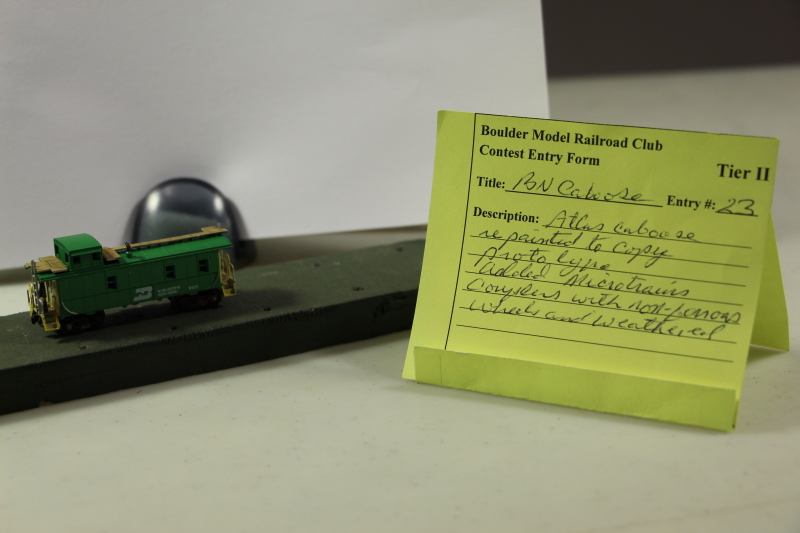 Boulder Model Railroad Club
Contest Entry Form
Tier II
Title: BN Caboose Entry #: 23
Description: Atlas caboose
repainted to copy
Prototype
added Microtrains
couplers with non-ferrous
wheels and weathered